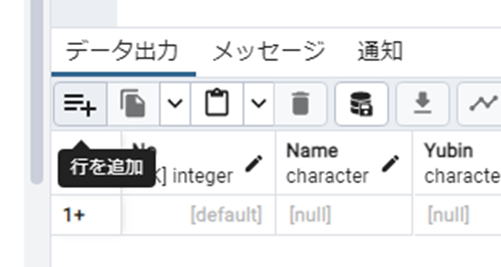 データ出力 メッセージ 通知
No Name Yubin
行を追加
K] integer character characte
1+ [default] [null] [null]